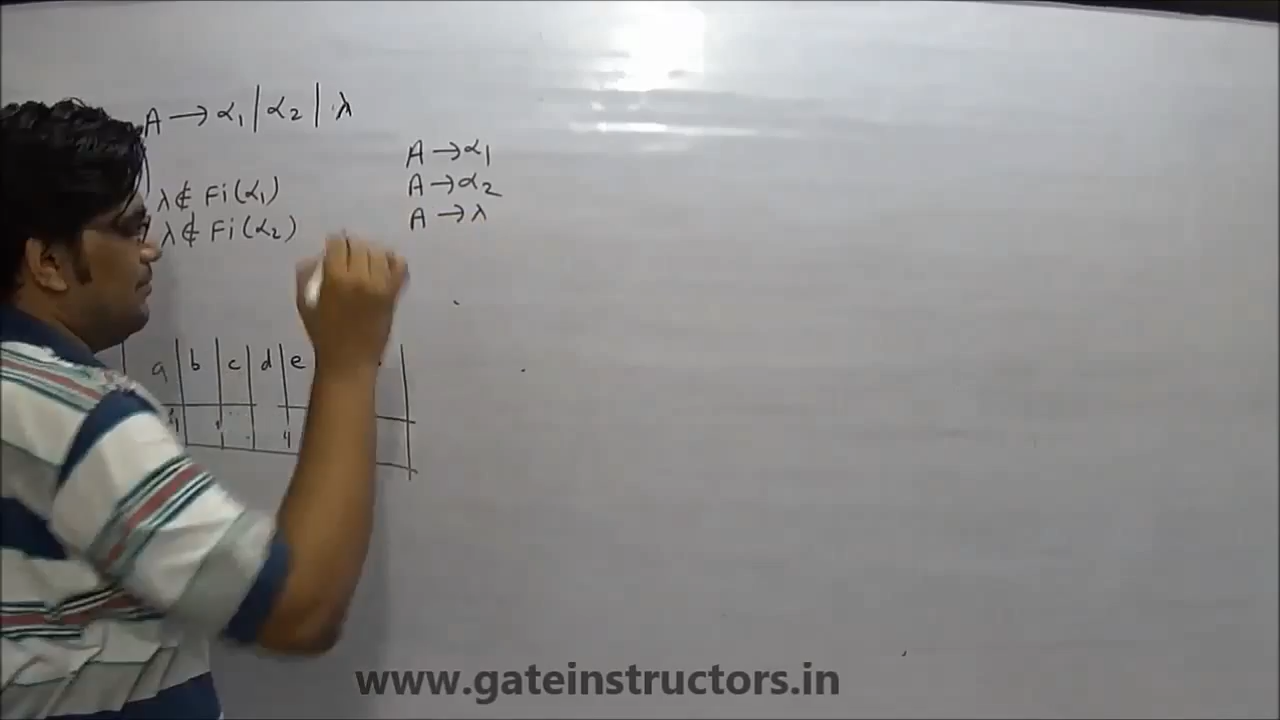 A → α₁ | α₂ | λ
λ ∉ Fi(α₁)
λ ∉ Fi(α₂)
A → α₁
A → α₂
A → λ
a b c d e
www.gateinstructors.in